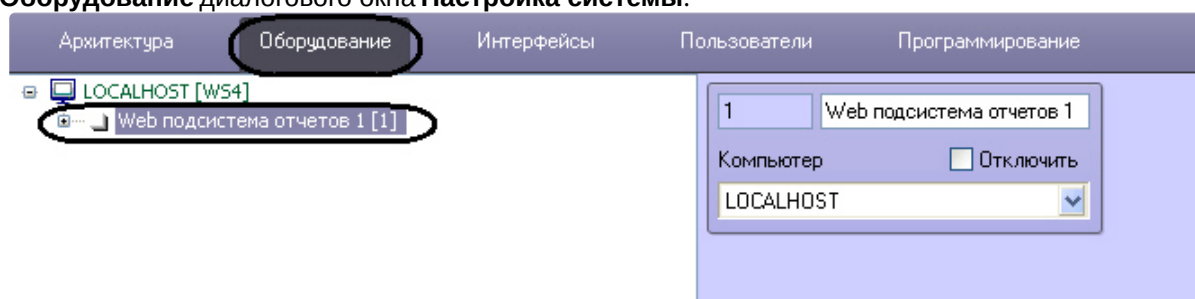 Оборудование диалогового окна Настройка системы.
Архитектура Оборудование Интерфейсы Пользователи Программирование
LOCALHOST [WS4]
Web подсистема отчетов 1 [1]
1 Web подсистема отчетов 1
Компьютер Отключить
LOCALHOST